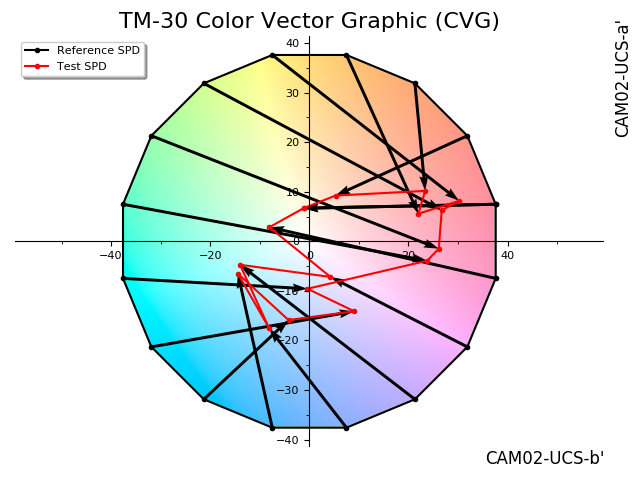 TM-30 Color Vector Graphic (CVG)
Reference SPD
Test SPD
CAM02-UCS-a'
40
30
20
10
0
−10
−20
−30
−40
−40
−20
0
20
40
CAM02-UCS-b'